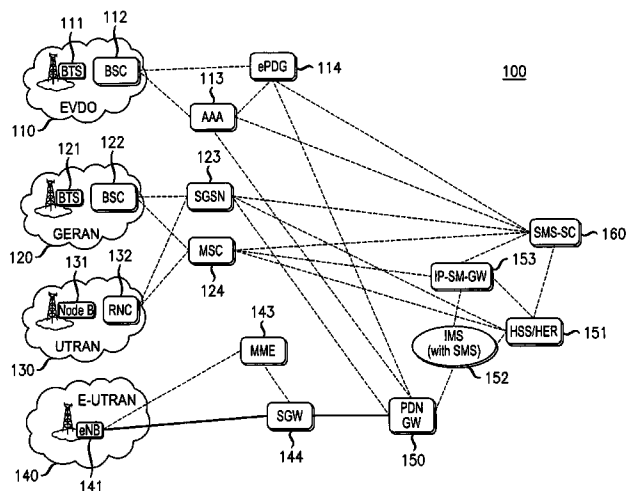 111
112
BTS
BSC
EVDO
110
ePDG
114
113
AAA
100
121
122
BTS
BSC
GERAN
120
123
SGSN
MSC
124
SMS-SC
160
153
IP-SM-GW
131
132
Node B
RNC
UTRAN
130
IMS
(with SMS)
152
HSS/HER
151
143
MME
E-UTRAN
eNB
140
141
SGW
144
PDN
GW
150